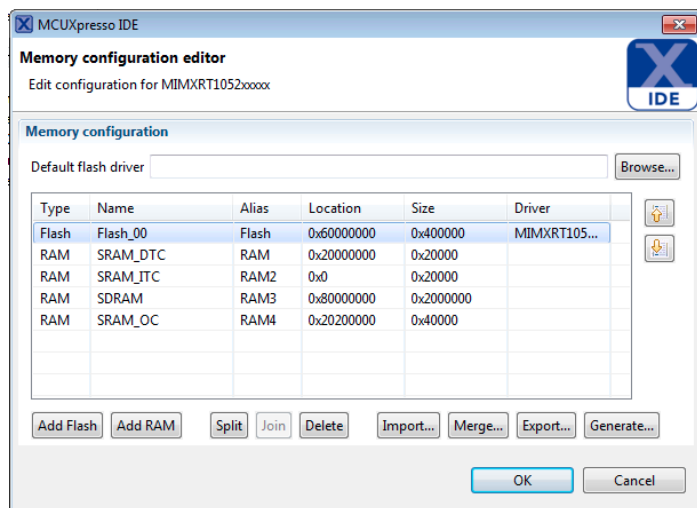 MCUXpresso IDE
Memory configuration editor
Edit configuration for MIMXRT1052xxxxx
IDE
Memory configuration
Default flash driver Browse...
Type Name Alias Location Size Driver
Flash Flash_00 Flash 0x60000000 0x400000 MIMXRT105...
RAM SRAM_DTC RAM 0x20000000 0x20000
RAM SRAM_ITC RAM2 0x0 0x20000
RAM SDRAM RAM3 0x80000000 0x2000000
RAM SRAM_OC RAM4 0x20200000 0x40000
Add Flash Add RAM Split Join Delete Import... Merge... Export... Generate...
OK Cancel